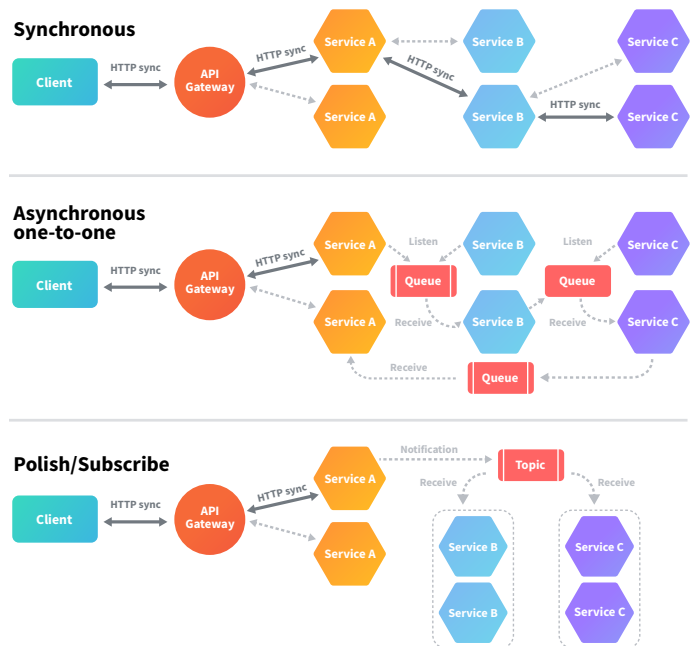 Synchronous
Client
HTTP sync
API
Gateway
HTTP sync
Service A
Service A
HTTP sync
Service B
Service B
HTTP sync
Service C
Service C
Asynchronous
one-to-one
Client
HTTP sync
API
Gateway
HTTP sync
Service A
Service A
Listen
Queue
Receive
Service B
Service B
Listen
Queue
Receive
Service C
Service C
Receive
Queue
Polish/Subscribe
Client
HTTP sync
API
Gateway
HTTP sync
Service A
Service A
Notification
Topic
Receive
Receive
Service B
Service B
Service C
Service C